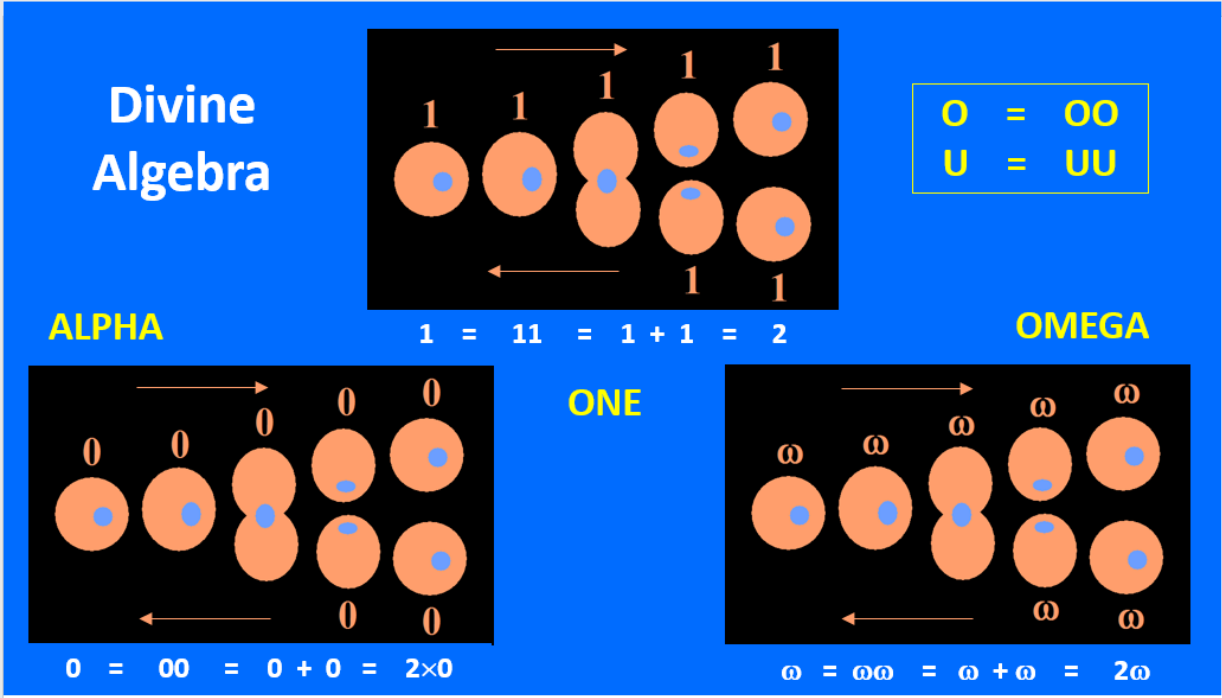 Divine
Algebra
1 1 1 1 1
1 1
1 = 11 = 1 + 1 = 2
O = OO
U = UU
ALPHA
ONE
OMEGA
0 0 0 0 0
0 0
0 = 00 = 0 + 0 = 2×0
ω ω ω ω ω
ω ω
ω = ωω = ω + ω = 2ω